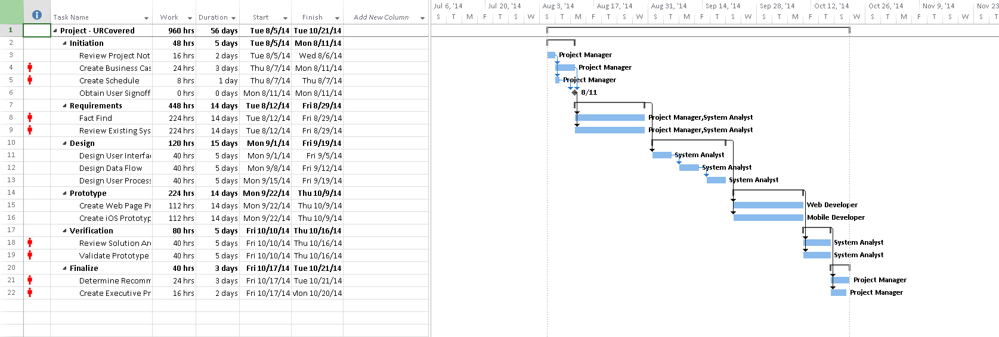 Jul 6, '14 Jul 20, '14 Aug 3, '14 Aug 17, '14 Aug 31, '14 Sep 14, '14 Sep 28, '14 Oct 12, '14 Oct 26, '14 Nov 9, '14 Nov 23
Task Name Work Duration Start Finish Add New Column S T M F T S W S T M F T S W S T M F T S W S T M F T S W S T M F T S W S T
1 Project - URCovered 960 hrs 56 days Tue 8/5/14 Tue 10/21/14
2 Initiation 48 hrs 5 days Tue 8/5/14 Mon 8/11/14
3 Review Project Not 16 hrs 2 days Tue 8/5/14 Wed 8/6/14 Project Manager
4 Create Business Cas 24 hrs 3 days Thu 8/7/14 Mon 8/11/14 Project Manager
5 Create Schedule 8 hrs 1 day Thu 8/7/14 Thu 8/7/14 Project Manager
6 Obtain User Signoff 0 hrs 0 days Mon 8/11/14 Mon 8/11/14 8/11
7 Requirements 448 hrs 14 days Tue 8/12/14 Fri 8/29/14
8 Fact Find 224 hrs 14 days Tue 8/12/14 Fri 8/29/14 Project Manager,System Analyst
9 Review Existing Sys 224 hrs 14 days Tue 8/12/14 Fri 8/29/14 Project Manager,System Analyst
10 Design 120 hrs 15 days Mon 9/1/14 Fri 9/19/14
11 Design User Interfa 40 hrs 5 days Mon 9/1/14 Fri 9/5/14 System Analyst
12 Design Data Flow 40 hrs 5 days Mon 9/8/14 Fri 9/12/14 System Analyst
13 Design User Process 40 hrs 5 days Mon 9/15/14 Fri 9/19/14 System Analyst
14 Prototype 224 hrs 14 days Mon 9/22/14 Thu 10/9/14
15 Create Web Page Pr 112 hrs 14 days Mon 9/22/14 Thu 10/9/14 Web Developer
16 Create iOS Prototyp 112 hrs 14 days Mon 9/22/14 Thu 10/9/14 Mobile Developer
17 Verification 80 hrs 5 days Fri 10/10/14 Thu 10/16/14
18 Review Solution Ar 40 hrs 5 days Fri 10/10/14 Thu 10/16/14 System Analyst
19 Validate Prototype 40 hrs 5 days Fri 10/10/14 Thu 10/16/14 System Analyst
20 Finalize 40 hrs 3 days Fri 10/17/14 Tue 10/21/14
21 Determine Recomm 24 hrs 3 days Fri 10/17/14 Tue 10/21/14 Project Manager
22 Create Executive Pr 16 hrs 2 days Fri 10/17/14 Mon 10/20/14 Project Manager